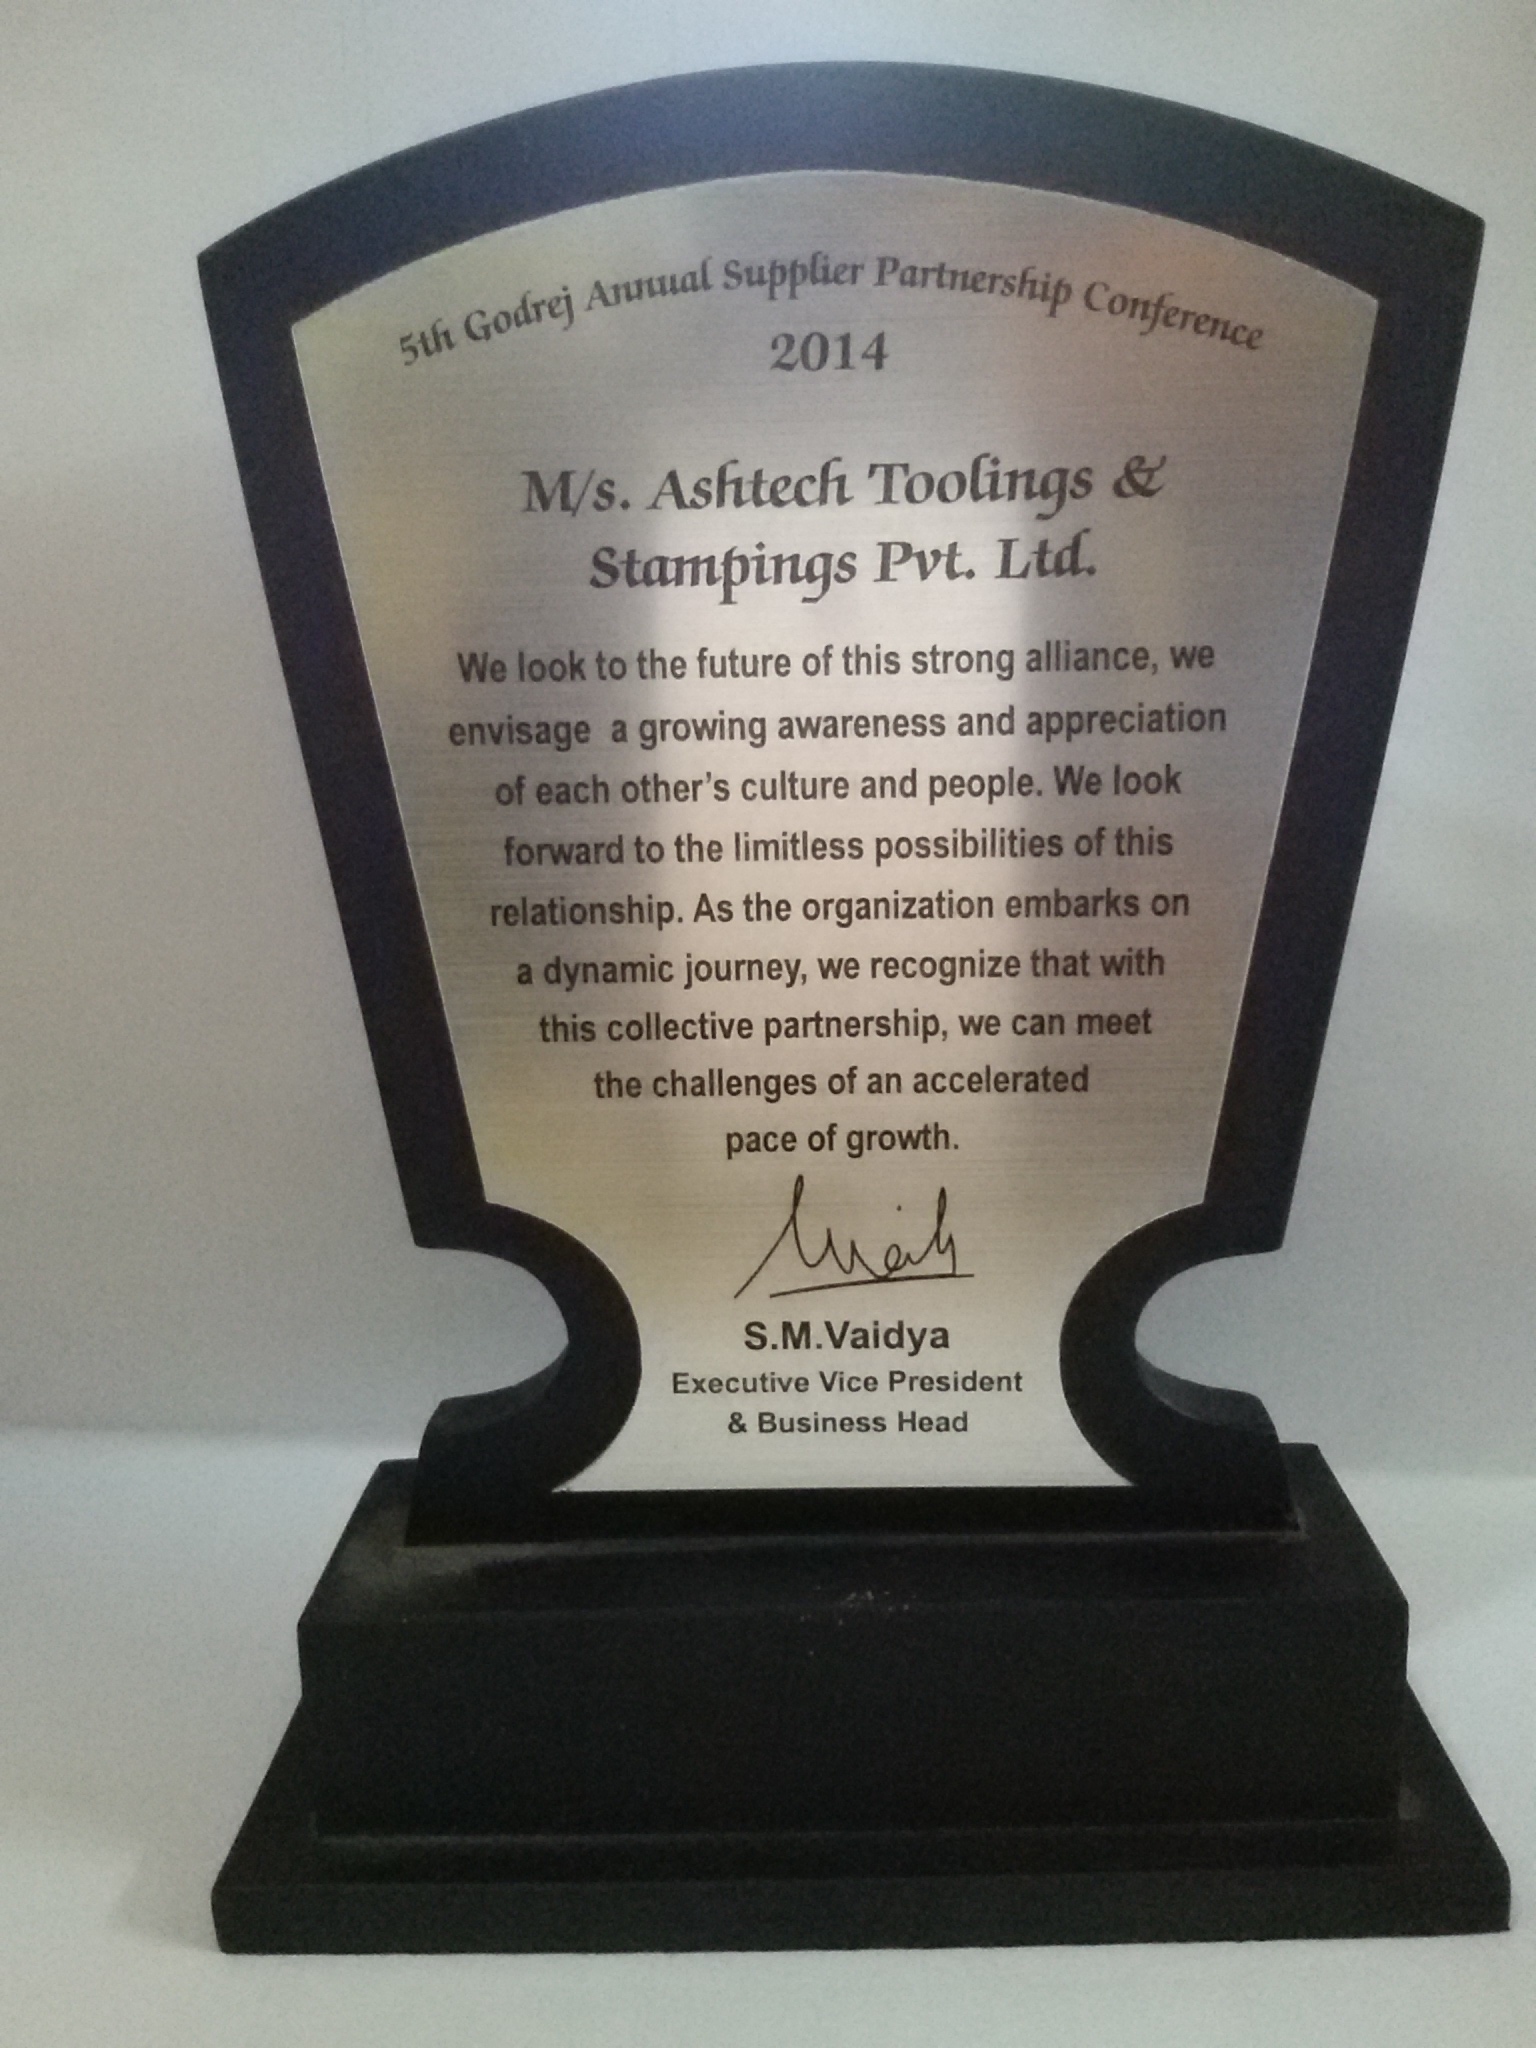 5th Godrej Annual Supplier Partnership Conference
2014
M/s. Ashtech Toolings &
Stampings Pvt. Ltd.
We look to the future of this strong alliance, we
envisage a growing awareness and appreciation
of each other's culture and people. We look
forward to the limitless possibilities of this
relationship. As the organization embarks on
a dynamic journey, we recognize that with
this collective partnership, we can meet
the challenges of an accelerated
pace of growth.
S.M.Vaidya
Executive Vice President
& Business Head